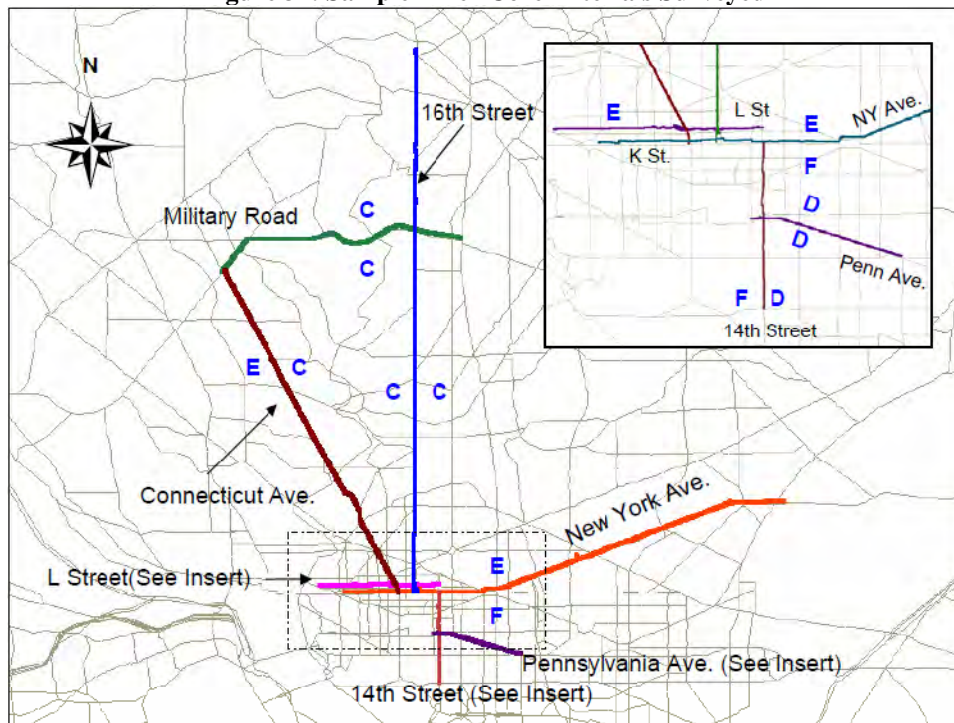 N
16th Street
Military Road
C
C
E C
C C
Connecticut Ave.
New York Ave.
L Street(See Insert)
E
F
Pennsylvania Ave. (See Insert)
14th Street (See Insert)
E
L St
E
NY Ave.
K St.
F
D
D
Penn Ave.
F D
14th Street